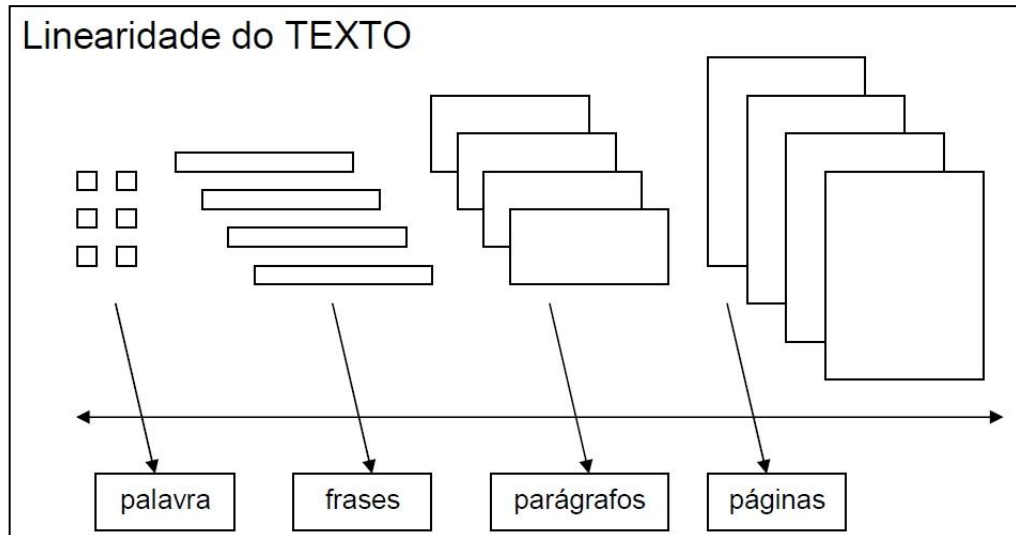 Linearidade do TEXTO
palavra
frases
parágrafos
páginas